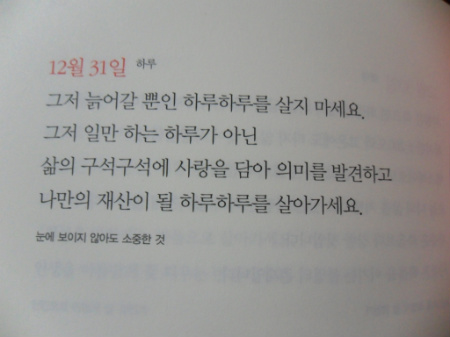 12월 31일 하루
그저 늙어갈 뿐인 하루하루를 살지 마세요.
그저 일만 하는 하루가 아닌
삶의 구석구석에 사랑을 담아 의미를 발견하고
나만의 재산이 될 하루하루를 살아가세요.
눈에 보이지 않아도 소중한 것